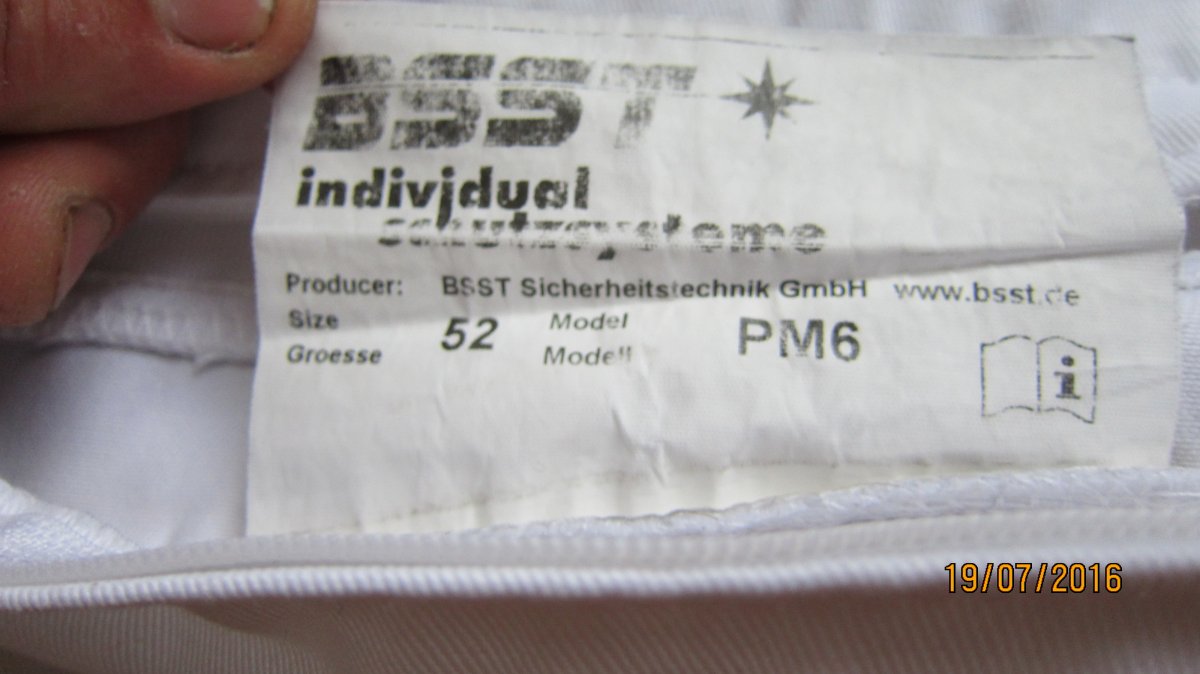 BSST
individual
schutzsysteme
Producer: BSST Sicherheitstechnik GmbH www.bsst.de
Size 52 Model PM6
Groesse Modell
i
19/07/2016